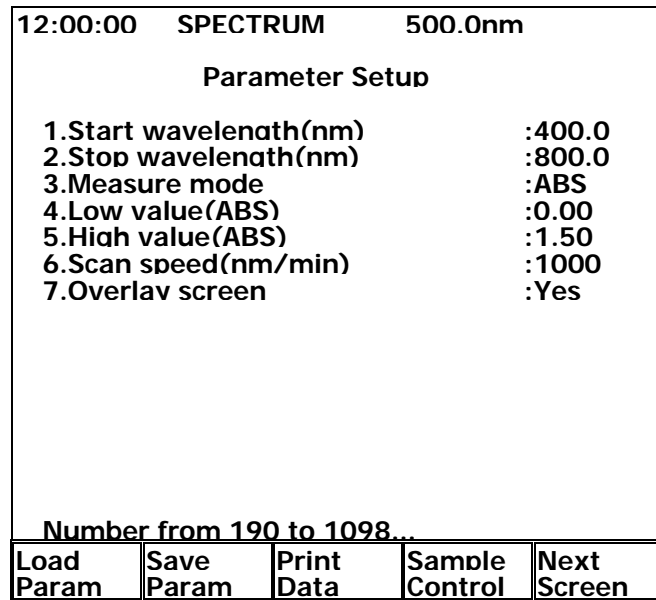 12:00:00 SPECTRUM 500.0nm
Parameter Setup
1.Start wavelength(nm) :400.0
2.Stop wavelength(nm) :800.0
3.Measure mode :ABS
4.Low value(ABS) :0.00
5.High value(ABS) :1.50
6.Scan speed(nm/min) :1000
7.Overlay screen :Yes
Number from 190 to 1098...
Load Save Print Sample Next
Param Param Data Control Screen